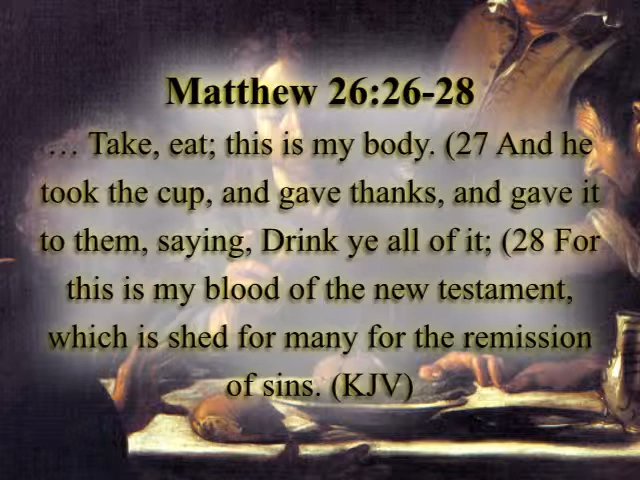 Matthew 26:26-28
… Take, eat; this is my body. (27 And he
took the cup, and gave thanks, and gave it
to them, saying, Drink ye all of it; (28 For
this is my blood of the new testament,
which is shed for many for the remission
of sins. (KJV)